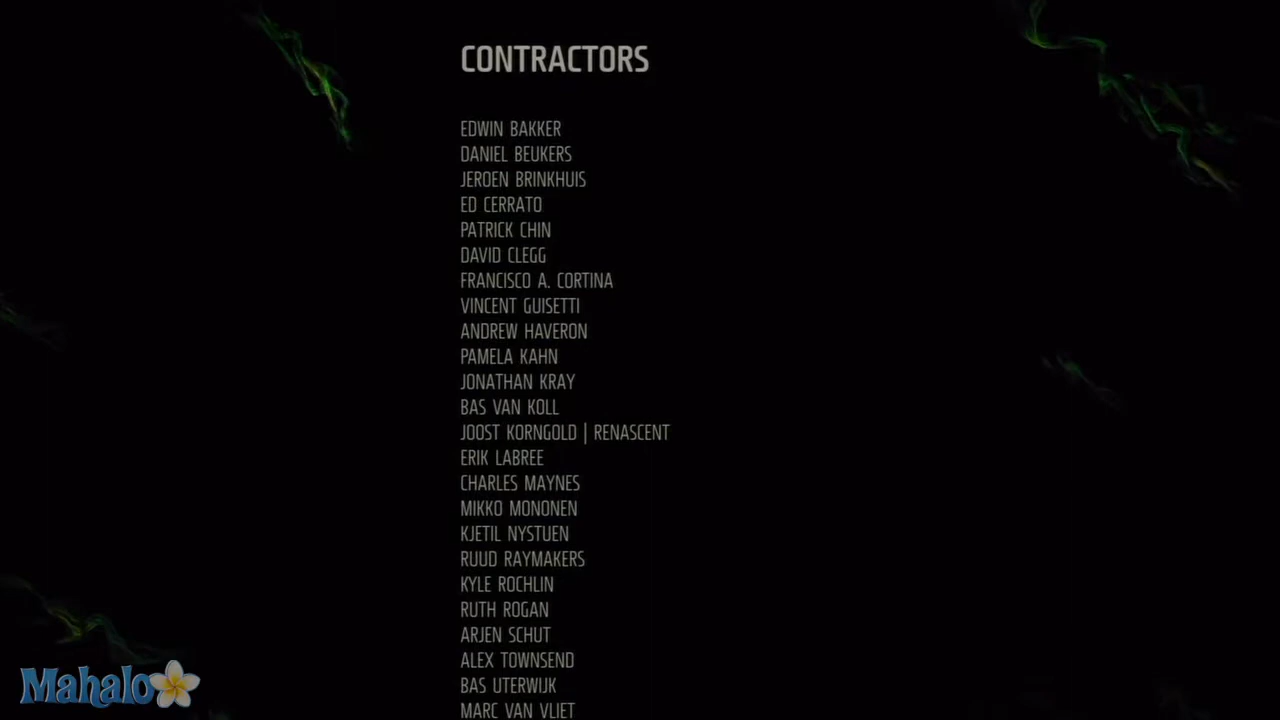 CONTRACTORS
EDWIN BAKKER
DANIEL BEUKERS
JEROEN BRINKHUIS
ED CERRATO
PATRICK CHIN
DAVID CLEGG
FRANCISCO A. CORTINA
VINCENT GUISETTI
ANDREW HAVERON
PAMELA KAHN
JONATHAN KRAY
BAS VAN KOLL
JOOST KORNGOLD | RENASCENT
ERIK LABREE
CHARLES MAYNES
MIKKO MONONEN
KJETIL NYSTUEN
RUUD RAYMAKERS
KYLE ROCHLIN
RUTH ROGAN
ARJEN SCHUT
ALEX TOWNSEND
BAS UTERWIJK
MARC VAN VLIET
Mahalo